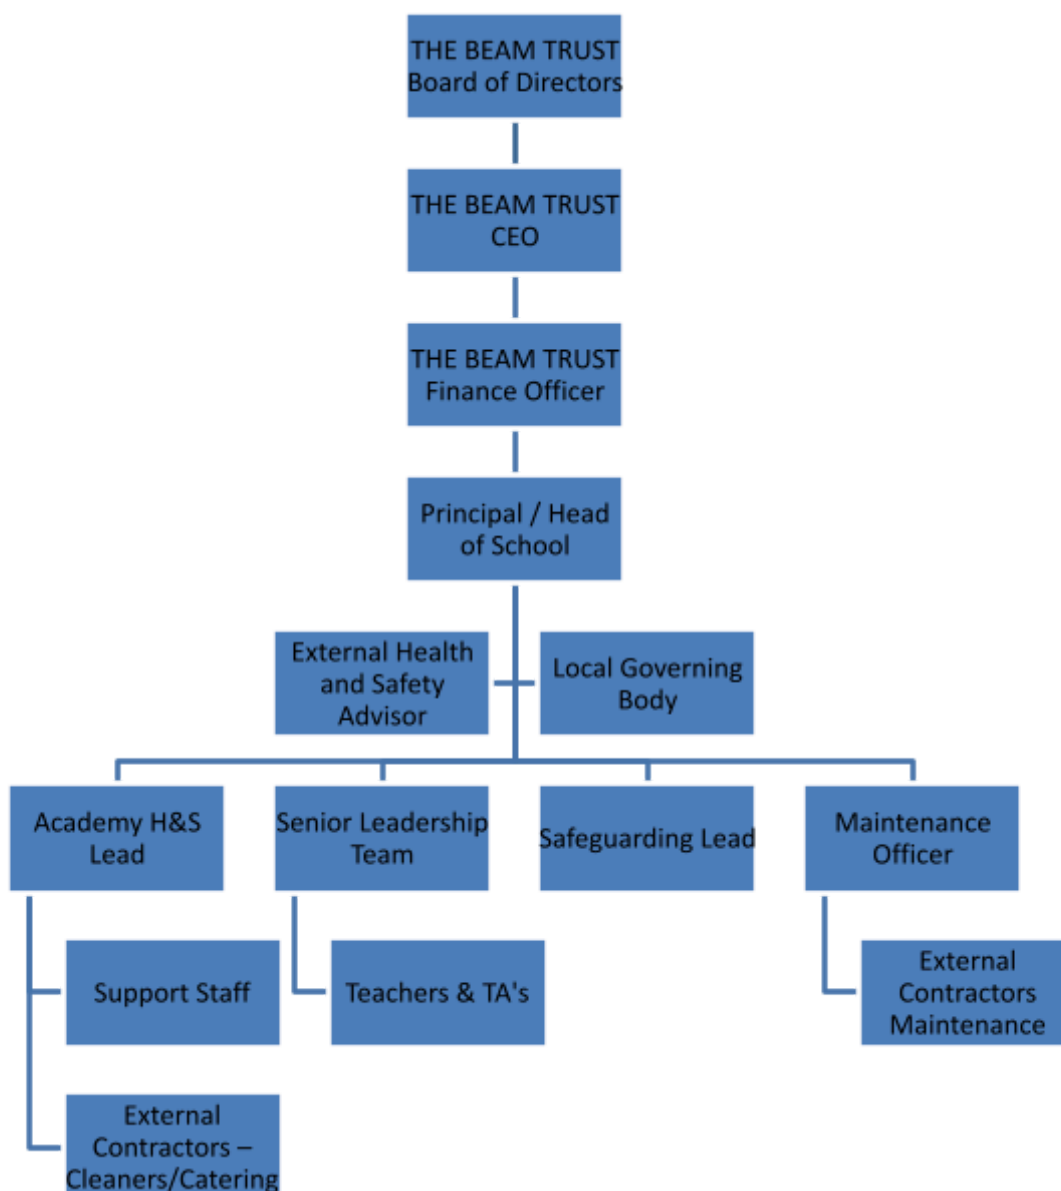 THE BEAM TRUST
Board of Directors
THE BEAM TRUST
CEO
THE BEAM TRUST
Finance Officer
Principal / Head
of School
External Health
and Safety
Advisor
Local Governing
Body
Academy H&S
Lead
Senior Leadership
Team
Safeguarding Lead
Maintenance
Officer
Support Staff
Teachers & TA's
External
Contractors
Maintenance
External
Contractors –
Cleaners/Catering